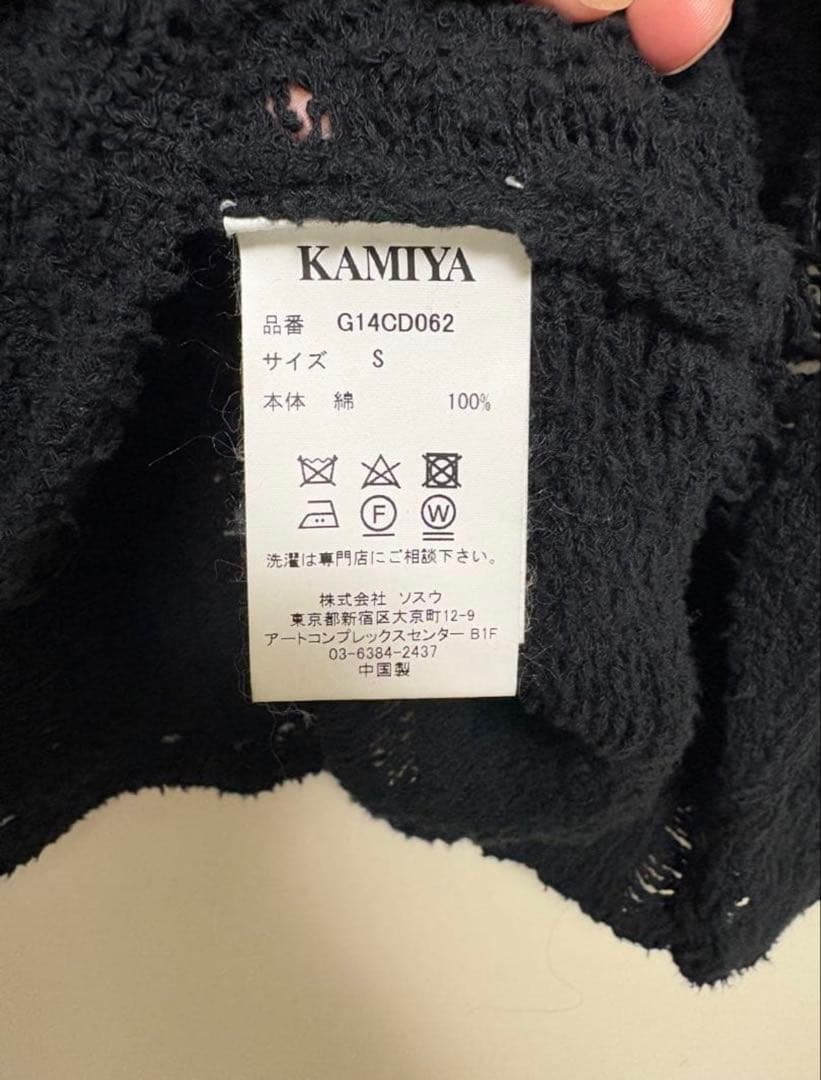 KAMIYA
品番 G14CD062
サイズ S
本体 綿 100%
F W
洗濯は専門店にご相談下さい。
株式会社 ソスウ
東京都新宿区大京町12-9
アートコンプレックスセンター B1F
03-6384-2437
中国製